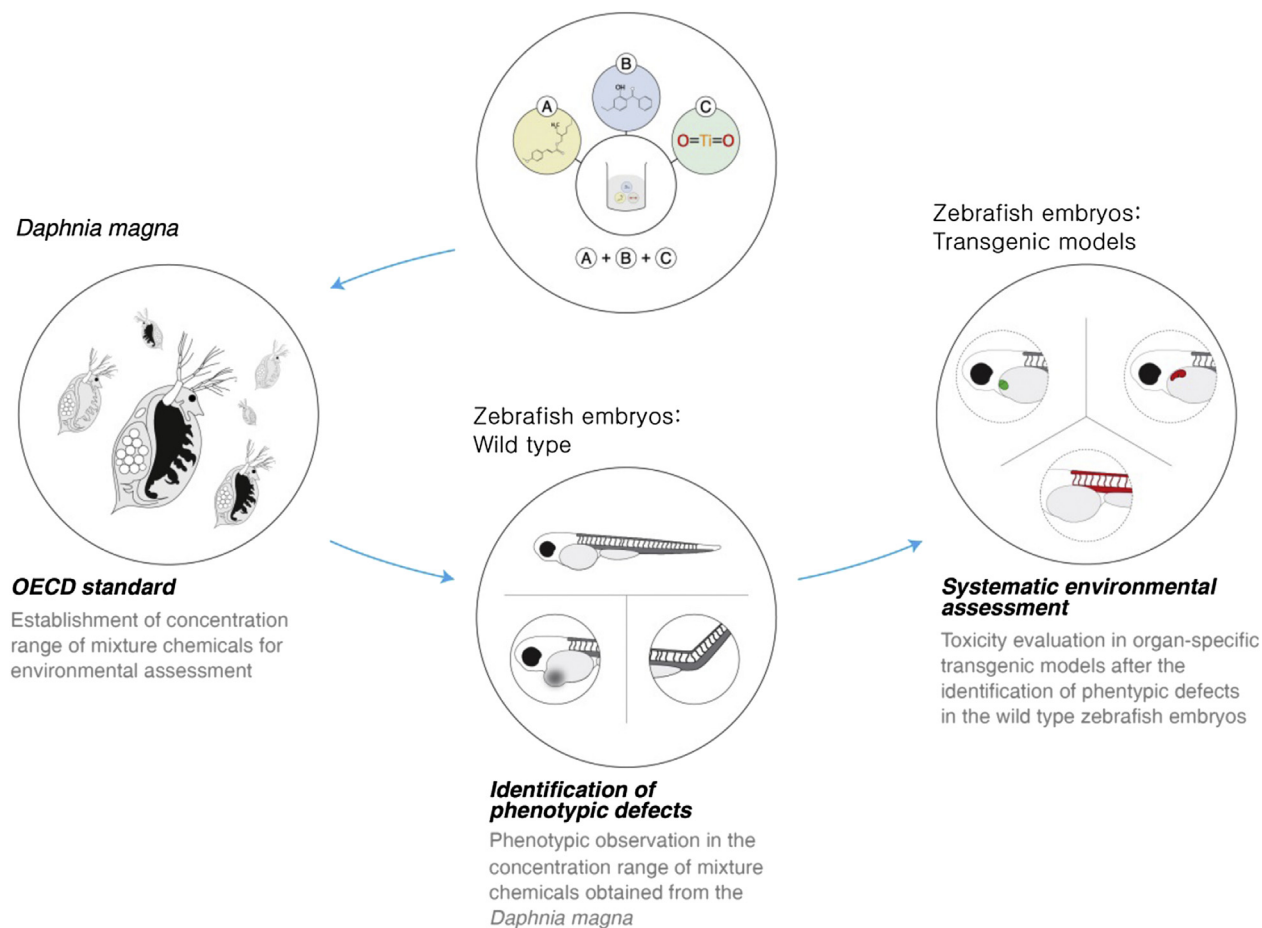 A
B
C
OH
H₃C
O=Ti=O
A + B + C
Daphnia magna
OECD standard
Establishment of concentration
range of mixture chemicals for
environmental assessment
Zebrafish embryos:
Wild type
Identification of
phenotypic defects
Phenotypic observation in the
concentration range of mixture
chemicals obtained from the
Daphnia magna
Zebrafish embryos:
Transgenic models
Systematic environmental
assessment
Toxicity evaluation in organ-specific
transgenic models after the
identification of phentypic defects
in the wild type zebrafish embryos